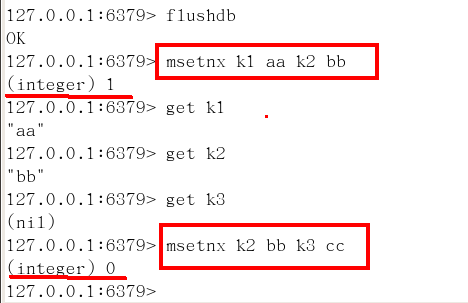 127.0.0.1:6379> flushdb
OK
127.0.0.1:6379> msetnx k1 aa k2 bb
(integer) 1
127.0.0.1:6379> get k1
"aa"
127.0.0.1:6379> get k2
"bb"
127.0.0.1:6379> get k3
(nil)
127.0.0.1:6379> msetnx k2 bb k3 cc
(integer) 0
127.0.0.1:6379>